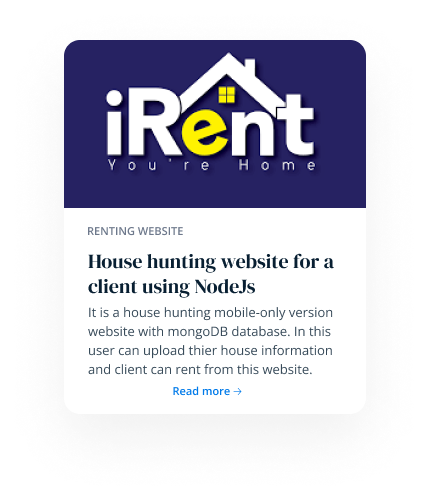 iRent
You're Home
RENTING WEBSITE
House hunting website for a
client using NodeJs
It is a house hunting mobile-only version
website with mongoDB database. In this
user can upload thier house information
and client can rent from this website.
Read more →